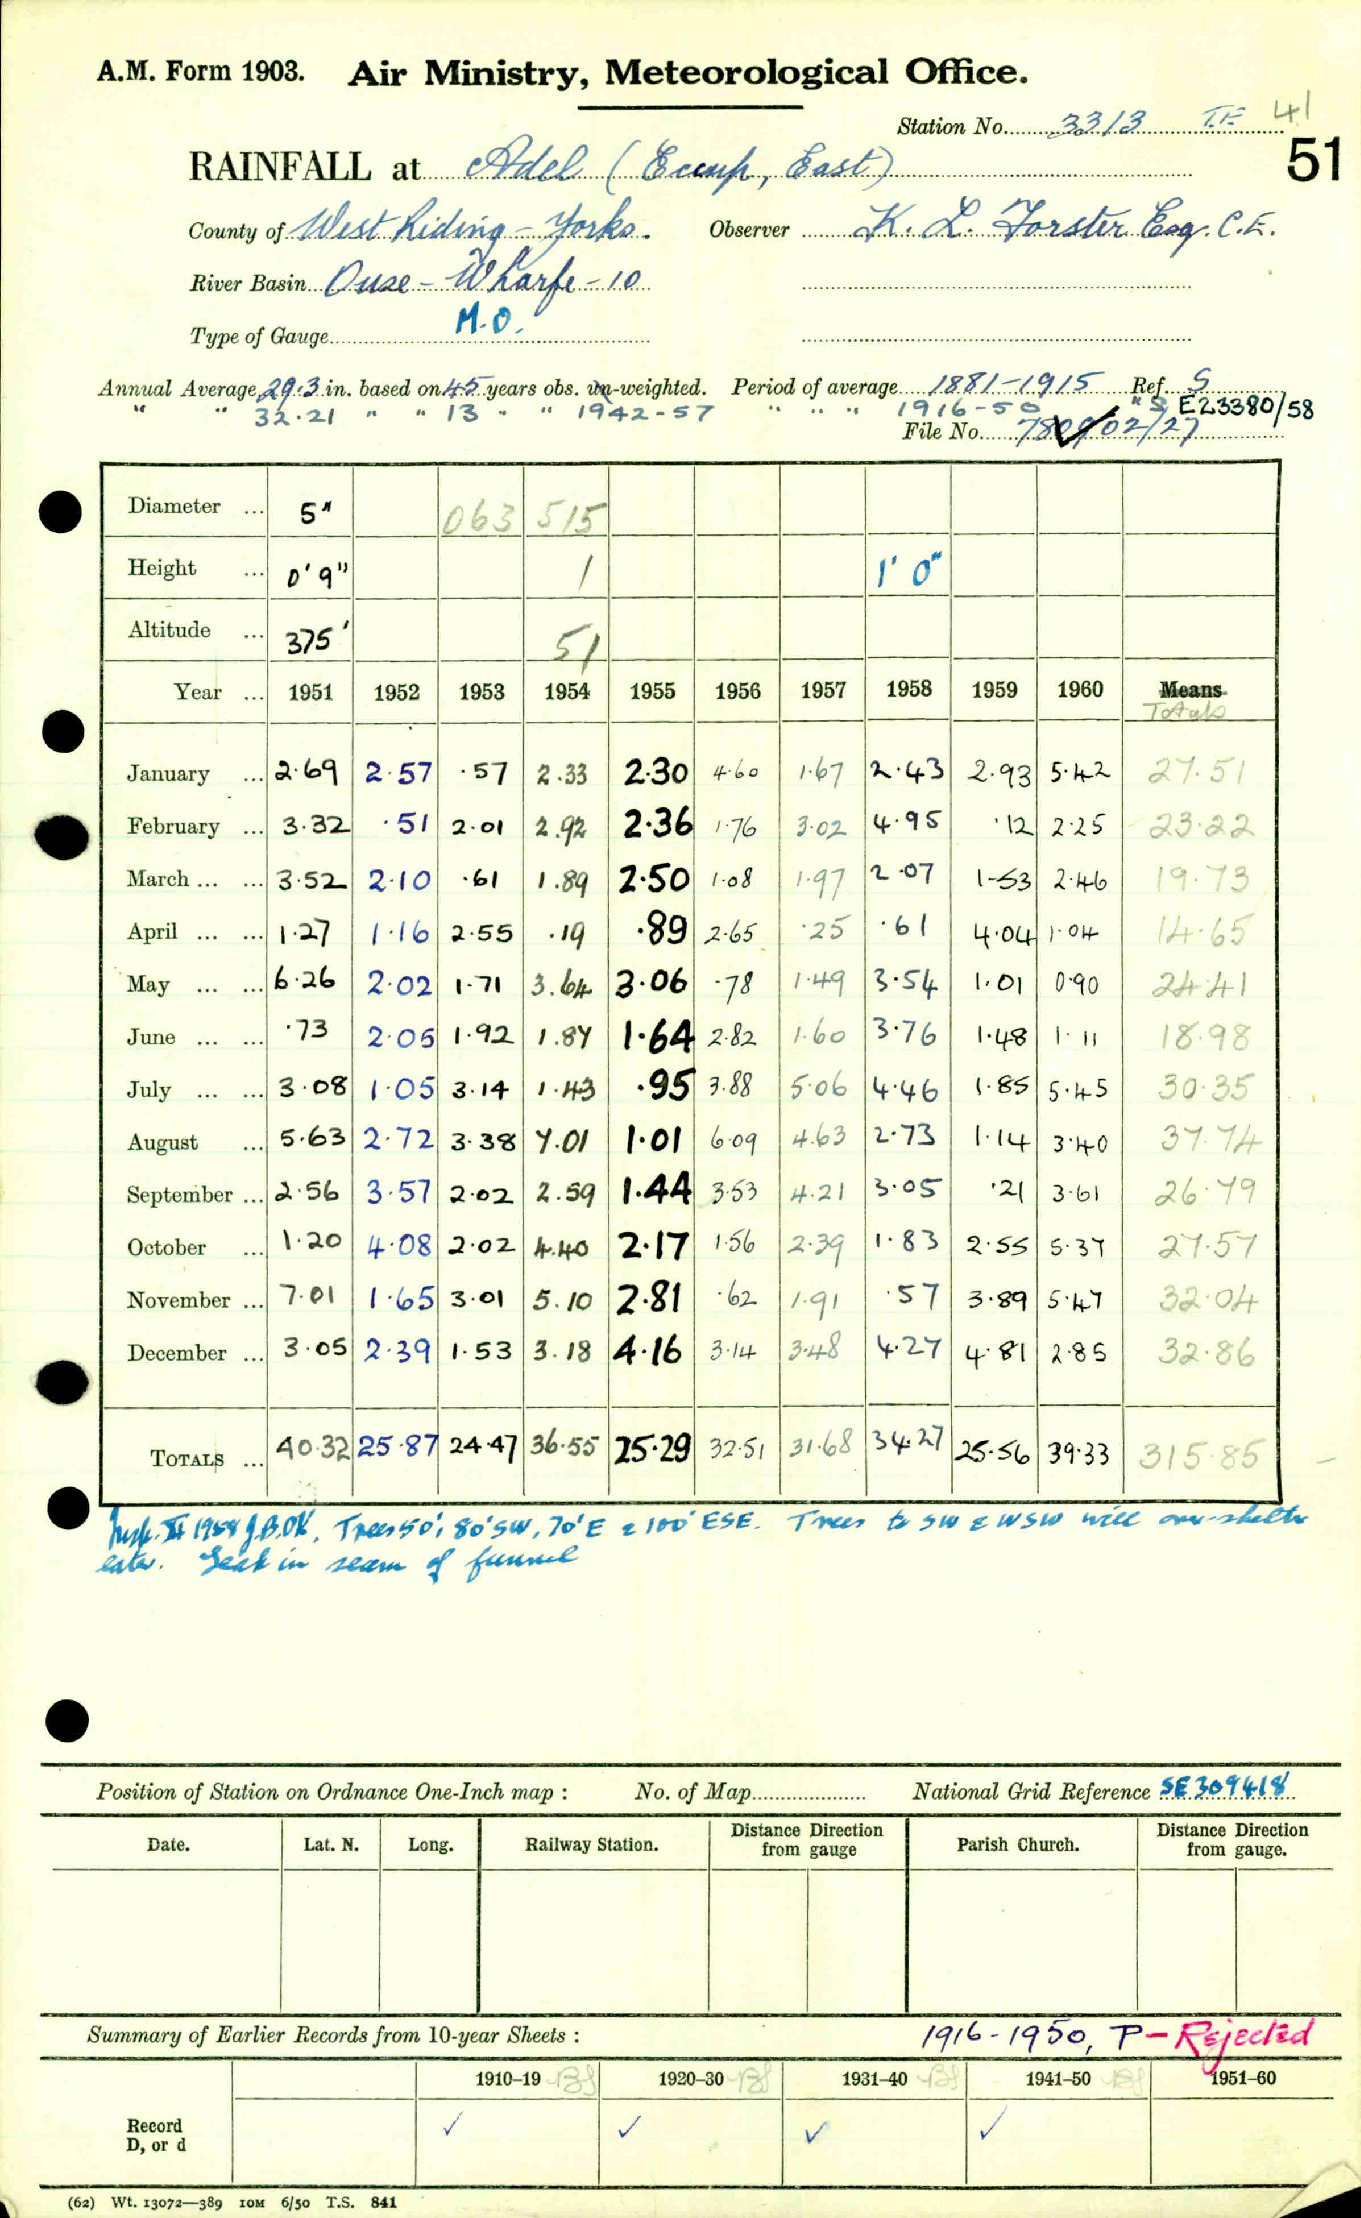 A.M. Form 1903. Air Ministry, Meteorological Office.
Station No. 3313 I.F. 41
51
RAINFALL at Adel (Eccup, East)
County of West Riding - Yorks. Observer K. L. Forster Esq. C.E.
River Basin Ouse - Wharfe - 10
Type of Gauge M.O.
Annual Average 29.3 in. based on 45 years obs. un-weighted. Period of average 1881-1915 Ref. S
" " 32.21 " " 13 " " 1942-57 " " " 1916-50 " S E23380/58
File No. 780902/27
Diameter ... 5" 063 515
Height ... 0' 9" 1 1' 0"
Altitude ... 375' 51
Year ... 1951 1952 1953 1954 1955 1956 1957 1958 1959 1960 Means
Totals
January ... 2.69 2.57 .57 2.33 2.30 4.60 1.67 2.43 2.93 5.42 27.51
February ... 3.32 .51 2.01 2.92 2.36 1.76 3.02 4.95 .12 2.25 23.22
March ... ... 3.52 2.10 .61 1.89 2.50 1.08 1.97 2.07 1.53 2.46 19.73
April ... ... 1.27 1.16 2.55 .19 .89 2.65 .25 .61 4.04 1.04 14.65
May ... ... 6.26 2.02 1.71 3.64 3.06 .78 1.49 3.54 1.01 0.90 24.41
June ... ... .73 2.05 1.92 1.87 1.64 2.82 1.60 3.76 1.48 1.11 18.98
July ... ... 3.08 1.05 3.14 1.43 .95 3.88 5.06 4.46 1.85 5.45 30.35
August ... 5.63 2.72 3.38 7.01 1.01 6.09 4.63 2.73 1.14 3.40 37.74
September ... 2.56 3.57 2.02 2.59 1.44 3.53 4.21 3.05 .21 3.61 26.79
October ... 1.20 4.08 2.02 4.40 2.17 1.56 2.39 1.83 2.55 5.37 27.57
November ... 7.01 1.65 3.01 5.10 2.81 .62 1.91 .57 3.89 5.47 32.04
December ... 3.05 2.39 1.53 3.18 4.16 3.14 3.48 4.27 4.81 2.85 32.86
TOTALS ... 40.32 25.87 24.47 36.55 25.29 32.51 31.68 34.27 25.56 39.33 315.85
Insp. 1958 J.B. OK. Trees 50', 80' SW, 70' E & 100' ESE. Trees to SW & WSW will over-shelter
later. Leak in seam of funnel
Position of Station on Ordnance One-Inch map : No. of Map National Grid Reference SE 309418
Date. Lat. N. Long. Railway Station. Distance from gauge Direction Parish Church. Distance from gauge. Direction
Summary of Earlier Records from 10-year Sheets : 1916-1950, P - Rejected
1910–19 BJ 1920–30 BJ 1931–40 BJ 1941–50 BJ 1951–60
Record ✓ ✓ ✓ ✓
D, or d
(62) Wt. 13072—389 10M 6/50 T.S. 841